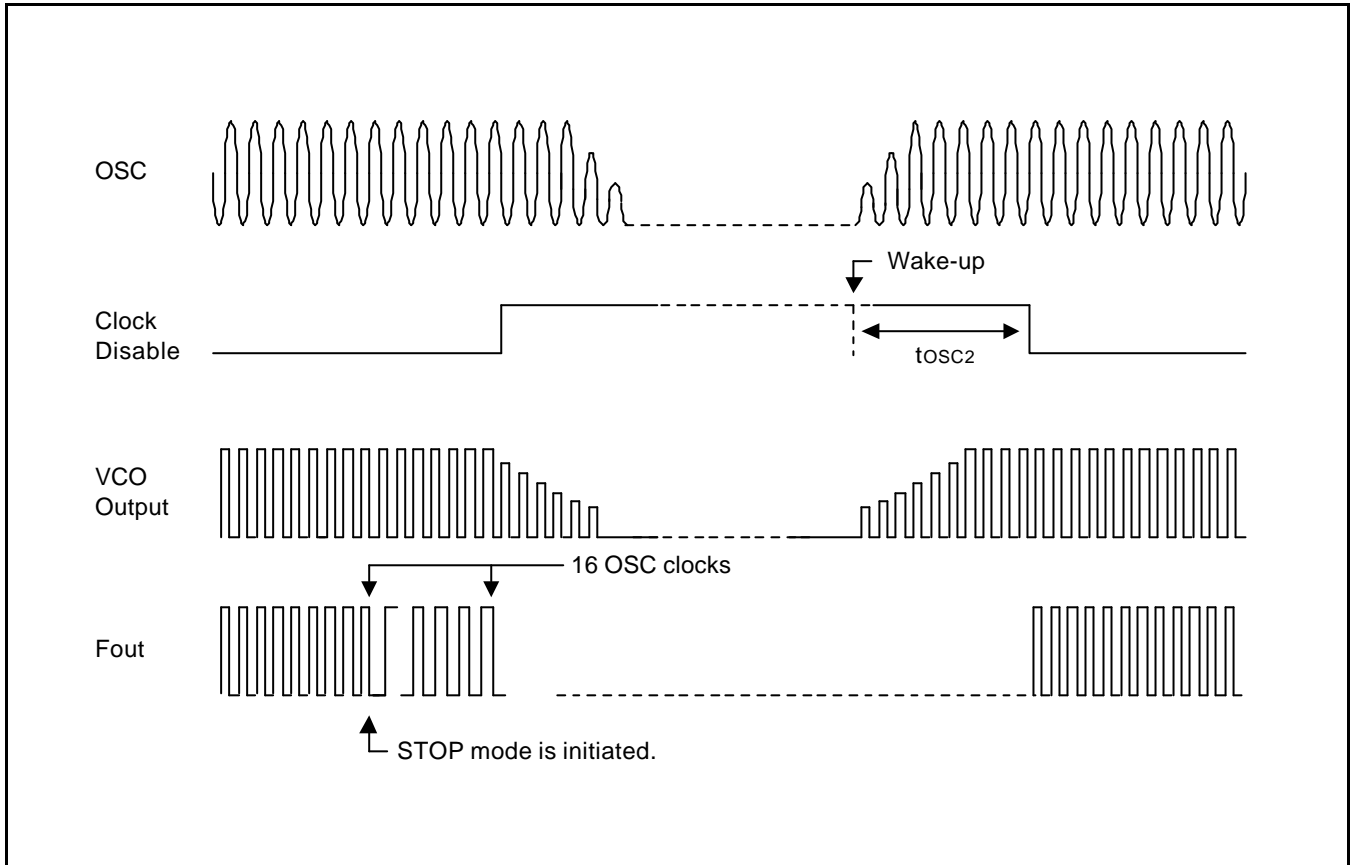 OSC
Wake-up
Clock
Disable
tOSC2
VCO
Output
16 OSC clocks
Fout
STOP mode is initiated.